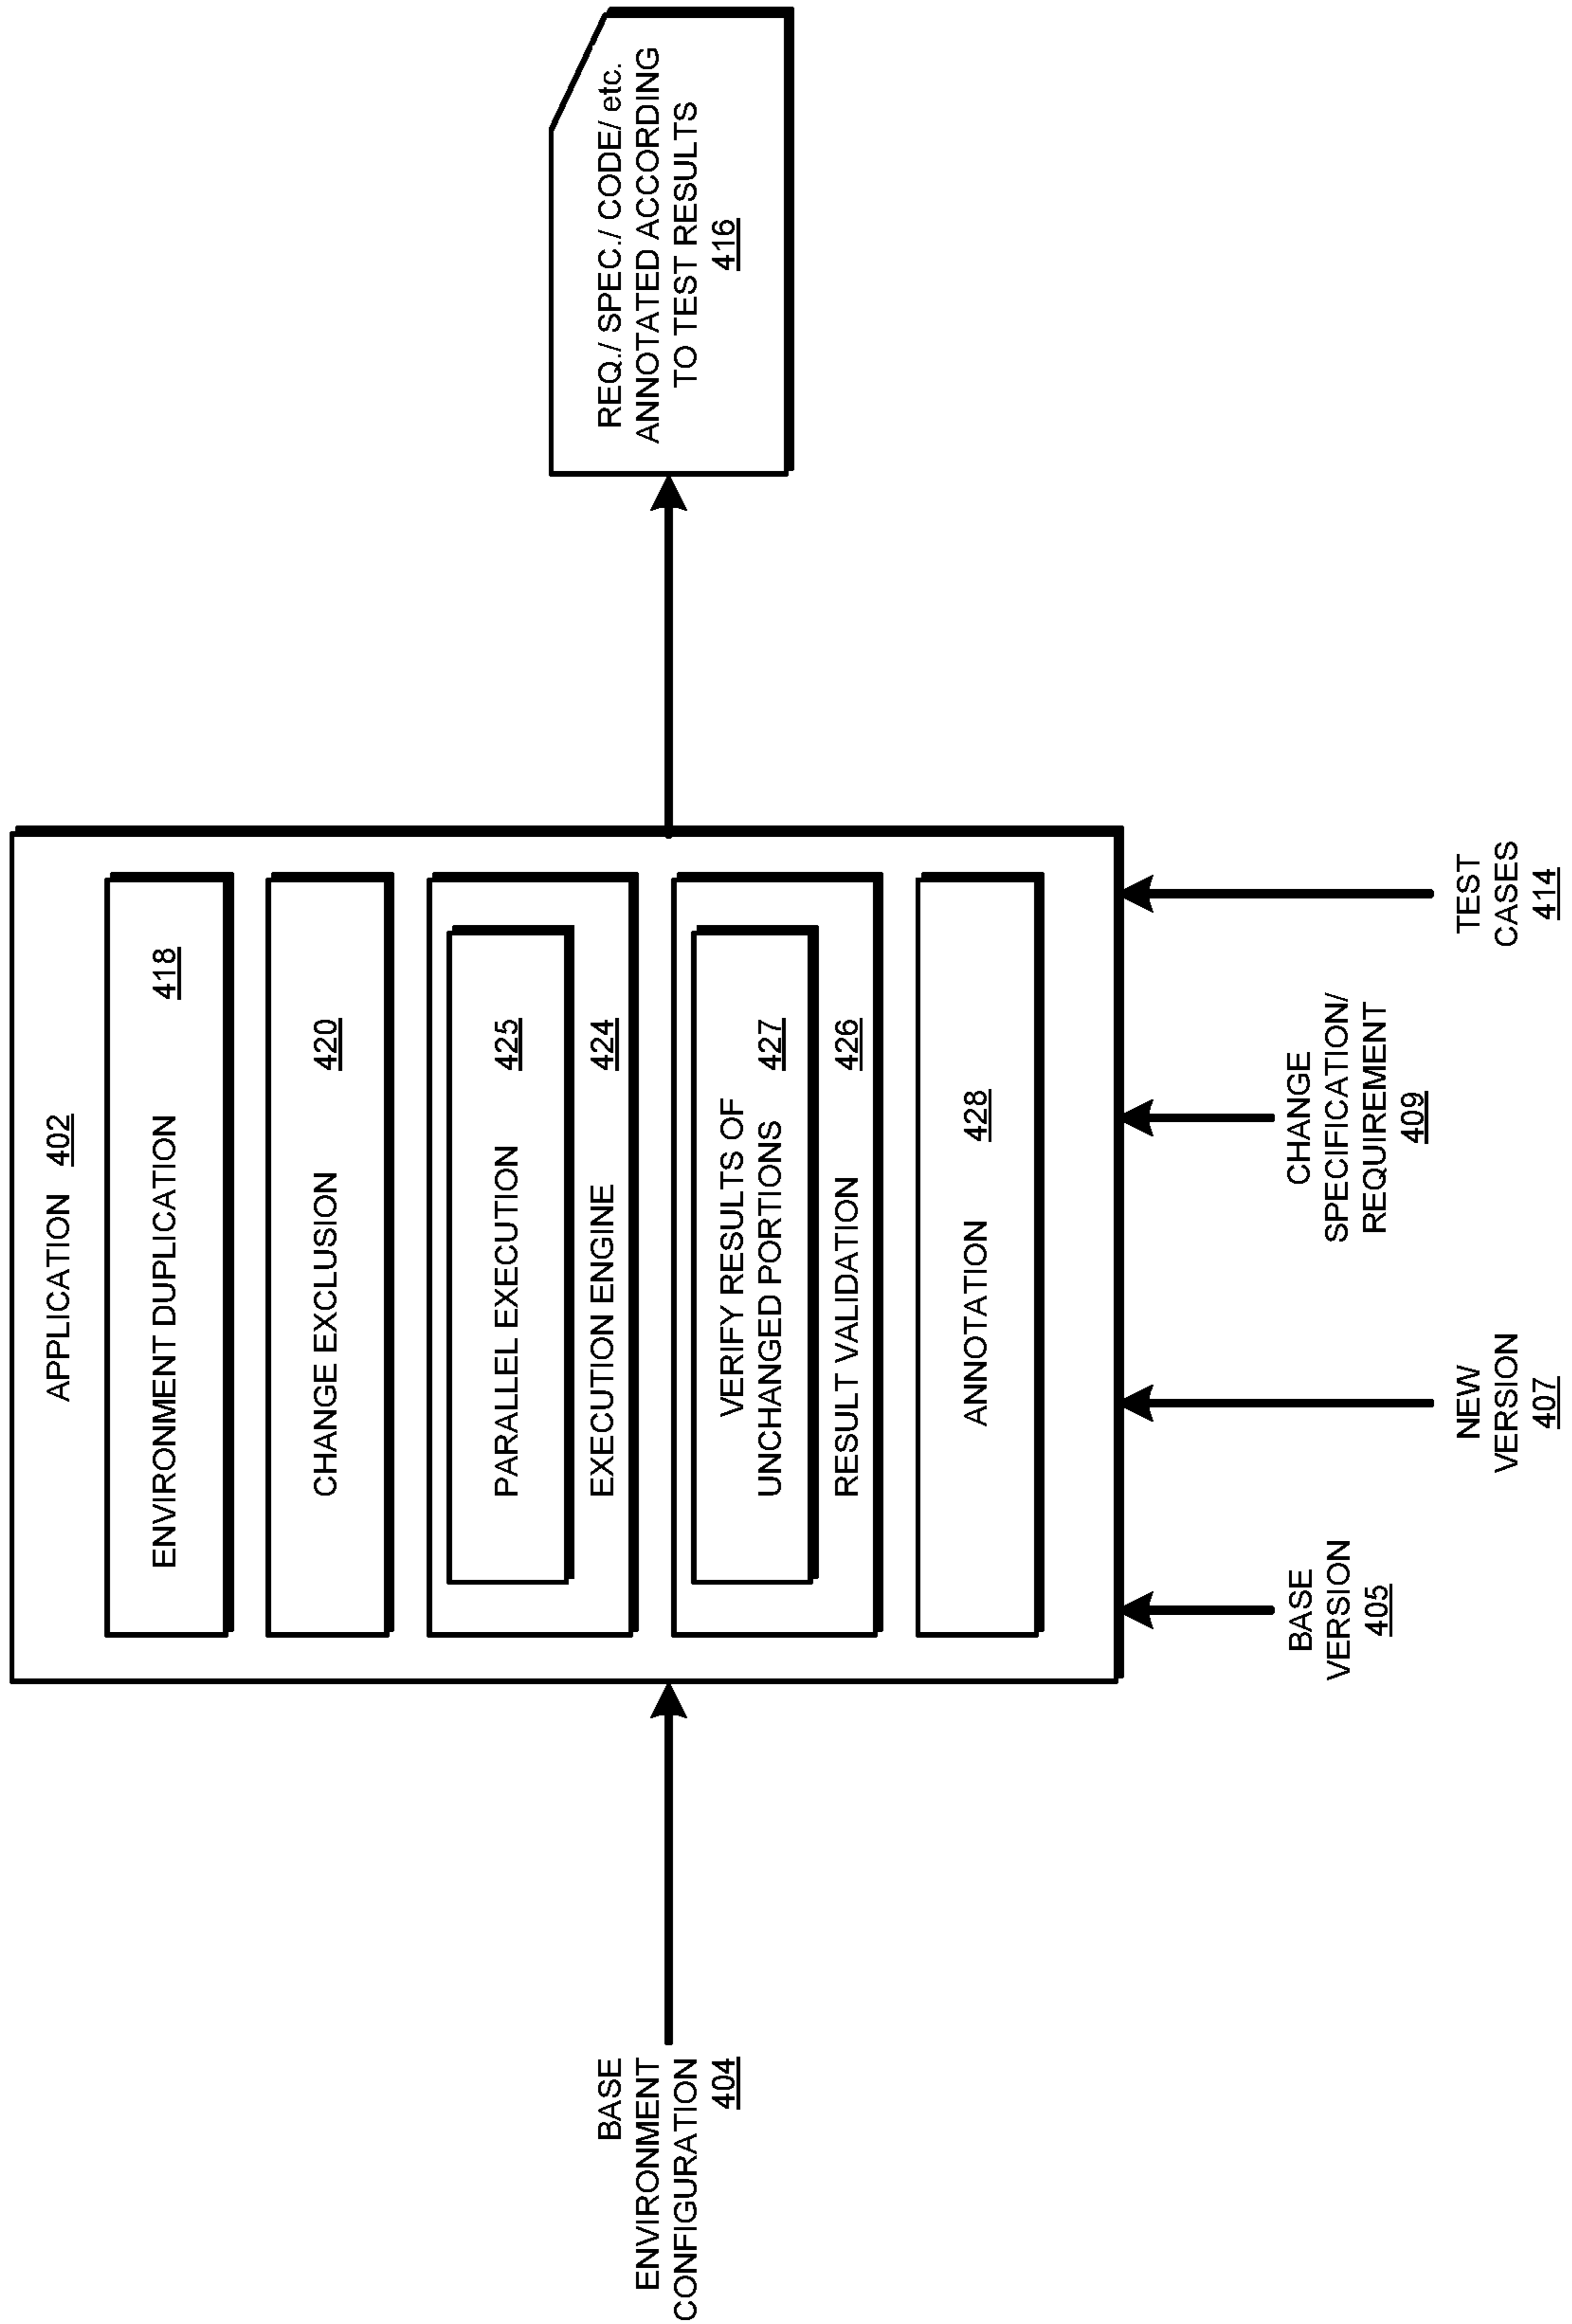 APPLICATION 402
ENVIRONMENT DUPLICATION 418
CHANGE EXCLUSION 420
PARALLEL EXECUTION 425
EXECUTION ENGINE 424
VERIFY RESULTS OF
UNCHANGED PORTIONS 427
RESULT VALIDATION 426
ANNOTATION 428
BASE
ENVIRONMENT
CONFIGURATION
404
REQ./ SPEC./ CODE/ etc.
ANNOTATED ACCORDING
TO TEST RESULTS
416
BASE
VERSION
405
NEW
VERSION
407
CHANGE
SPECIFICATION/
REQUIREMENT
409
TEST
CASES
414